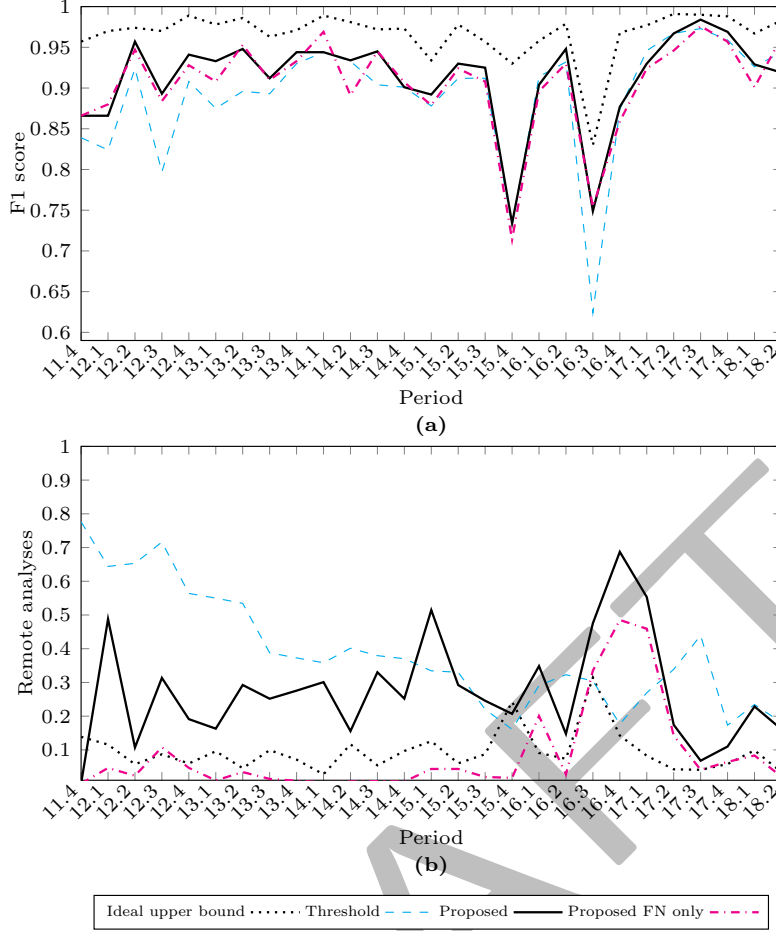 1
0.95
0.9
0.85
0.8
0.75
0.7
0.65
0.6
F1 score
11.4 12.1 12.2 12.3 12.4 13.1 13.2 13.3 13.4 14.1 14.2 14.3 14.4 15.1 15.2 15.3 15.4 16.1 16.2 16.3 16.4 17.1 17.2 17.3 17.4 18.1 18.2
Period
(a)
1
0.9
0.8
0.7
0.6
0.5
0.4
0.3
0.2
0.1
Remote analyses
11.4 12.1 12.2 12.3 12.4 13.1 13.2 13.3 13.4 14.1 14.2 14.3 14.4 15.1 15.2 15.3 15.4 16.1 16.2 16.3 16.4 17.1 17.2 17.3 17.4 18.1 18.2
Period
(b)
Ideal upper bound Threshold Proposed Proposed FN only
AFT